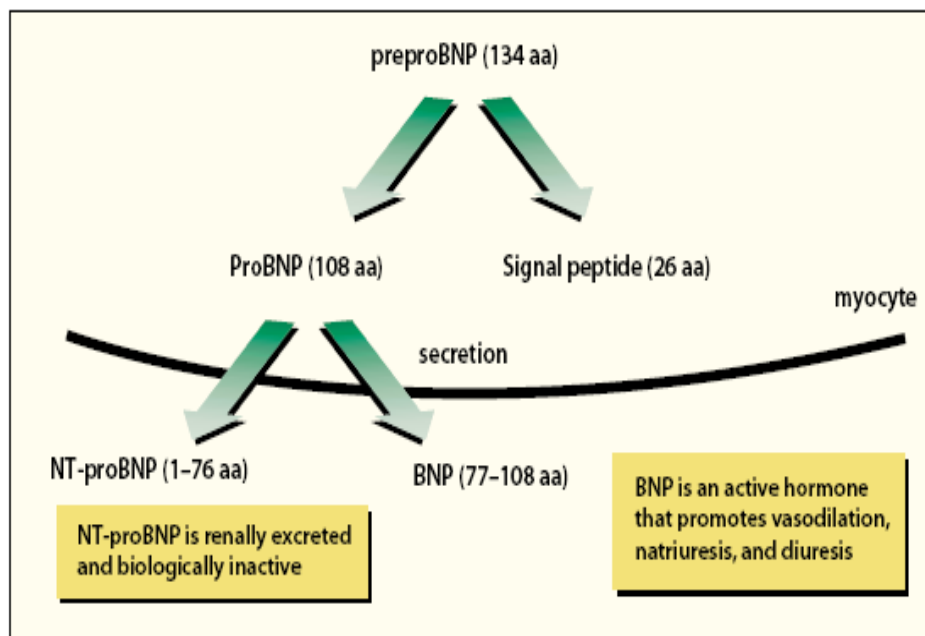 preproBNP (134 aa)
ProBNP (108 aa)
Signal peptide (26 aa)
myocyte
secretion
NT-proBNP (1–76 aa)
BNP (77–108 aa)
NT-proBNP is renally excreted
and biologically inactive
BNP is an active hormone
that promotes vasodilation,
natriuresis, and diuresis